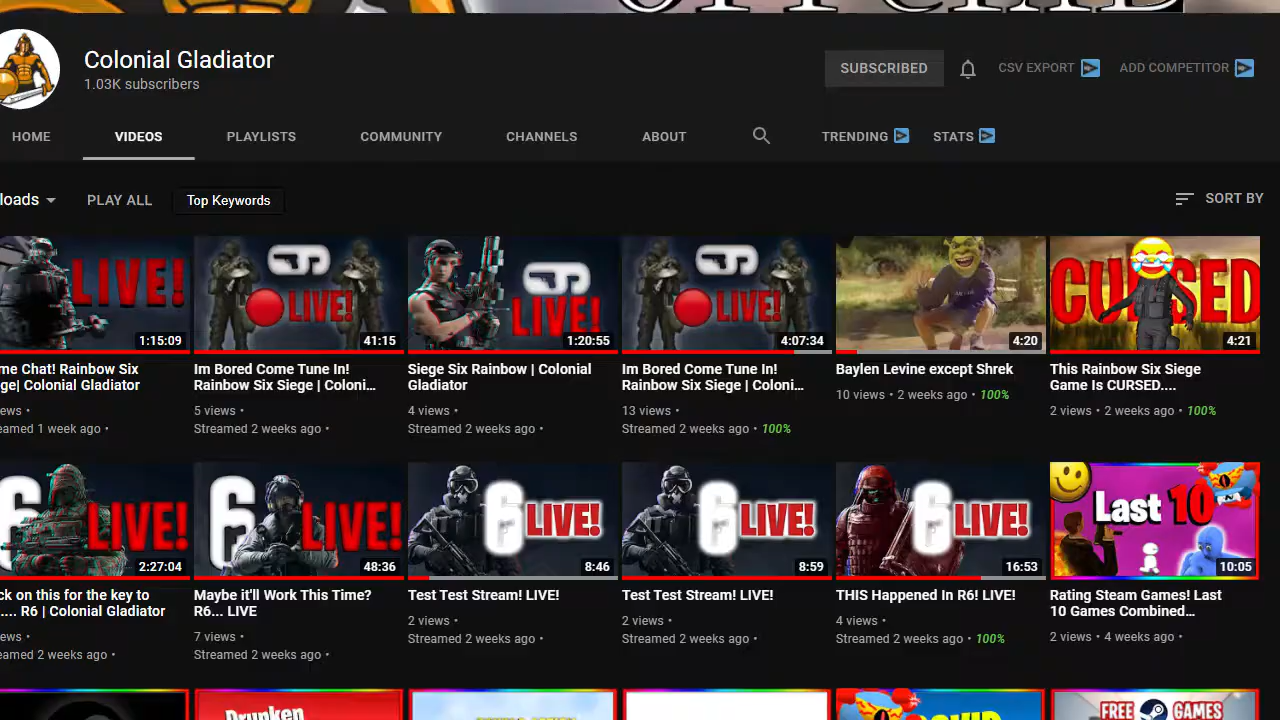 OFFICIAL
Colonial Gladiator
1.03K subscribers
SUBSCRIBED
CSV EXPORT
ADD COMPETITOR
HOME
VIDEOS
PLAYLISTS
COMMUNITY
CHANNELS
ABOUT
TRENDING
STATS
loads
PLAY ALL
Top Keywords
SORT BY
LIVE!
1:15:09
LIVE!
41:15
6
LIVE!
1:20:55
LIVE!
4:07:34
4:20
CURSED
4:21
me Chat! Rainbow Six
ge| Colonial Gladiator
ews •
eamed 1 week ago •
Im Bored Come Tune In!
Rainbow Six Siege | Coloni...
5 views •
Streamed 2 weeks ago •
Siege Six Rainbow | Colonial
Gladiator
4 views •
Streamed 2 weeks ago •
Im Bored Come Tune In!
Rainbow Six Siege | Coloni...
13 views •
Streamed 2 weeks ago • 100%
Baylen Levine except Shrek
10 views • 2 weeks ago • 100%
This Rainbow Six Siege
Game Is CURSED....
2 views • 2 weeks ago • 100%
6 LIVE!
2:27:04
6 LIVE!
48:36
6 LIVE!
8:46
6 LIVE!
8:59
6 LIVE!
16:53
Last 10
10:05
ck on this for the key to
.... R6 | Colonial Gladiator
ews •
eamed 2 weeks ago •
Maybe it'll Work This Time?
R6... LIVE
7 views •
Streamed 2 weeks ago •
Test Test Stream! LIVE!
2 views •
Streamed 2 weeks ago •
Test Test Stream! LIVE!
2 views •
Streamed 2 weeks ago •
THIS Happened In R6! LIVE!
4 views •
Streamed 2 weeks ago • 100%
Rating Steam Games! Last
10 Games Combined...
2 views • 4 weeks ago •
Drunken
FREE
GAMES